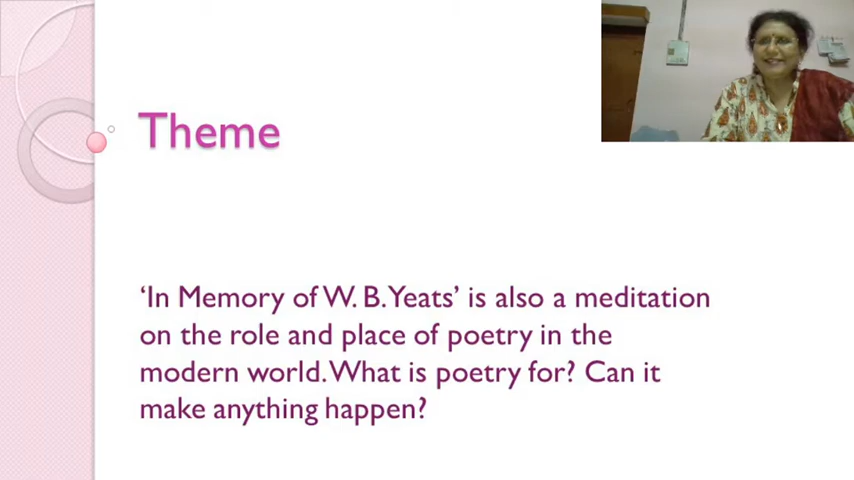 Theme
‘In Memory of W. B. Yeats’ is also a meditation
on the role and place of poetry in the
modern world. What is poetry for? Can it
make anything happen?